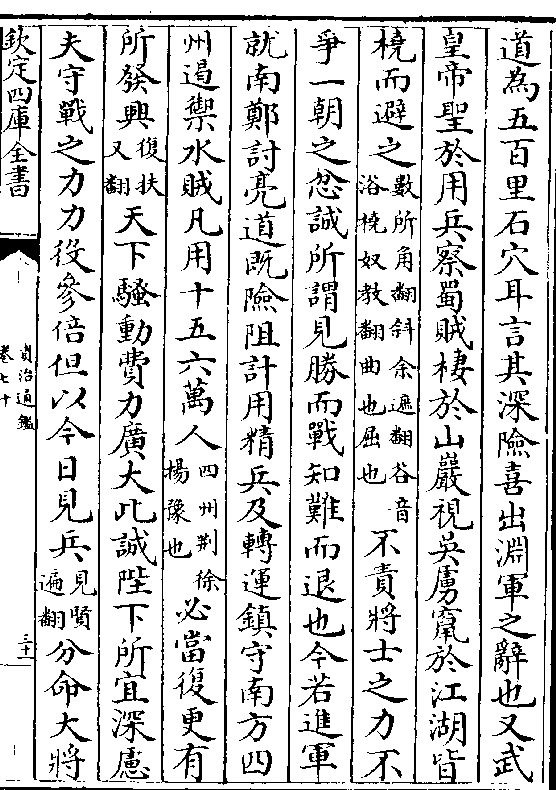 道為五百里石穴耳言其深險喜出淵軍之辭也又武
皇帝聖於用兵察蜀賊棲於山巖視吳虜竄於江湖皆
橈而避之數所角翻斜余遮翻谷音浴橈奴教翻曲也屈也不責將士之力不
爭一朝之忿誠所謂見勝而戰知難而退也今若進軍
就南鄭討亮道既險阻計用精兵及轉運鎮守南方四
州遏禦水賊凡用十五六萬人四州荆徐揚豫也必當復更有
所發興復扶又翻天下騷動費力廣大此誠陛下所宜深慮
夫守戰之力力役參倍但以今日見兵見賢遍翻分命大將
欽定四庫全書
資治通鑑
卷七十
三十